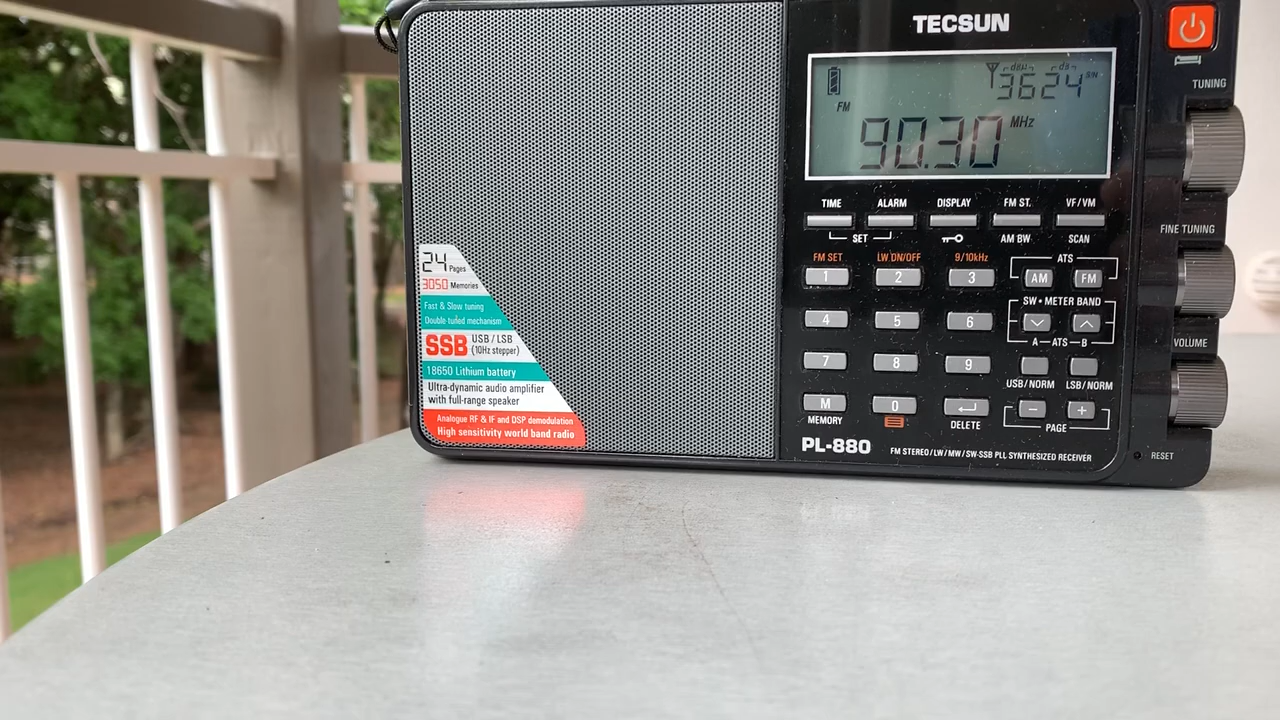 TECSUN
dBμ dB
3624 S/N
FM
90.30 MHz
TUNING
TIME ALARM DISPLAY FM ST. VF/VM
SET AM BW SCAN
FINE TUNING
FM SET LW ON/OFF 9/10kHz ATS
1 2 3 AM FM
SW • METER BAND
4 5 6
A ATS B
VOLUME
7 8 9
USB/NORM LSB/NORM
M 0 − +
MEMORY DELETE PAGE
PL-880 FM STEREO/LW/MW/SW-SSB PLL SYNTHESIZED RECEIVER
RESET
24 Pages
3050 Memories
Fast & Slow tuning
Double-tuned mechanism
SSB USB / LSB
(10Hz stepper)
18650 Lithium battery
Ultra-dynamic audio amplifier
with full-range speaker
Analogue RF & IF and DSP demodulation
High sensitivity world band radio